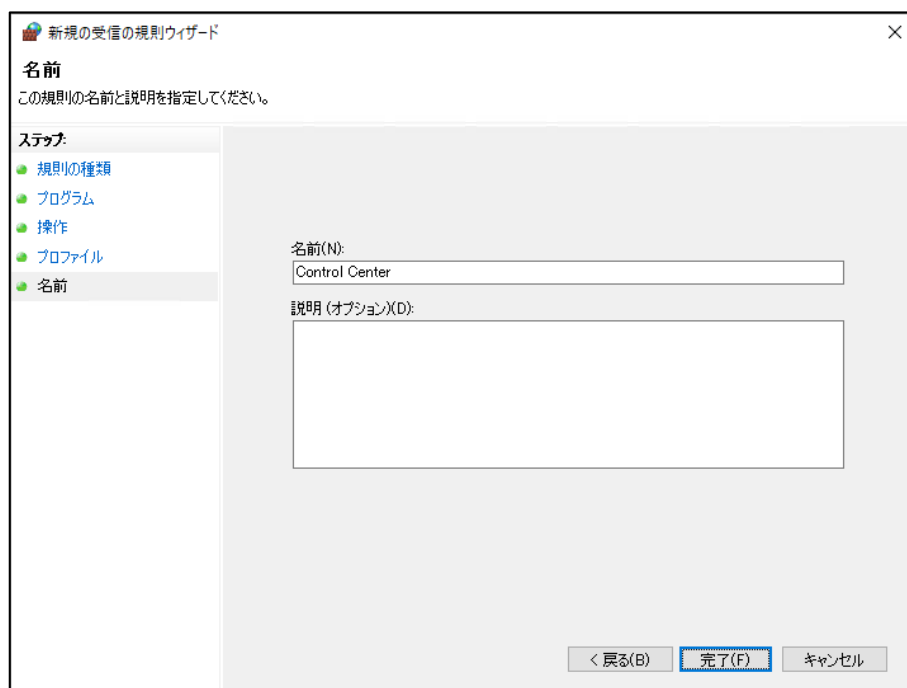 新規の受信の規則ウィザード
名前
この規則の名前と説明を指定してください。
ステップ:
規則の種類
プログラム
操作
プロファイル
名前
名前(N):
Control Center
説明 (オプション)(D):
< 戻る(B)
完了(F)
キャンセル